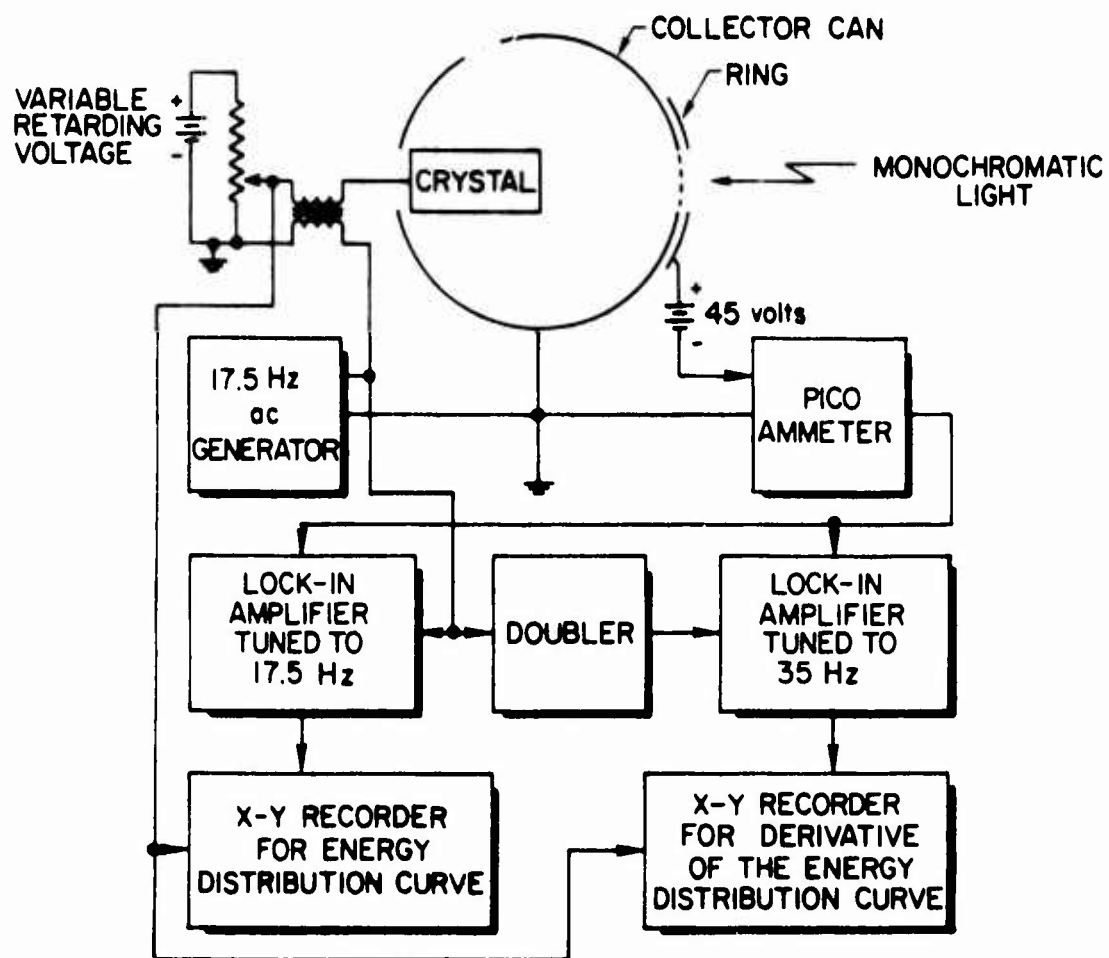 COLLECTOR CAN
RING
VARIABLE
RETARDING
VOLTAGE
+
-
CRYSTAL
MONOCHROMATIC
LIGHT
+
45 volts
-
17.5 Hz
ac
GENERATOR
PICO
AMMETER
LOCK-IN
AMPLIFIER
TUNED TO
17.5 Hz
DOUBLER
LOCK-IN
AMPLIFIER
TUNED TO
35 Hz
X-Y RECORDER
FOR ENERGY
DISTRIBUTION CURVE
X-Y RECORDER
FOR DERIVATIVE
OF THE ENERGY
DISTRIBUTION CURVE